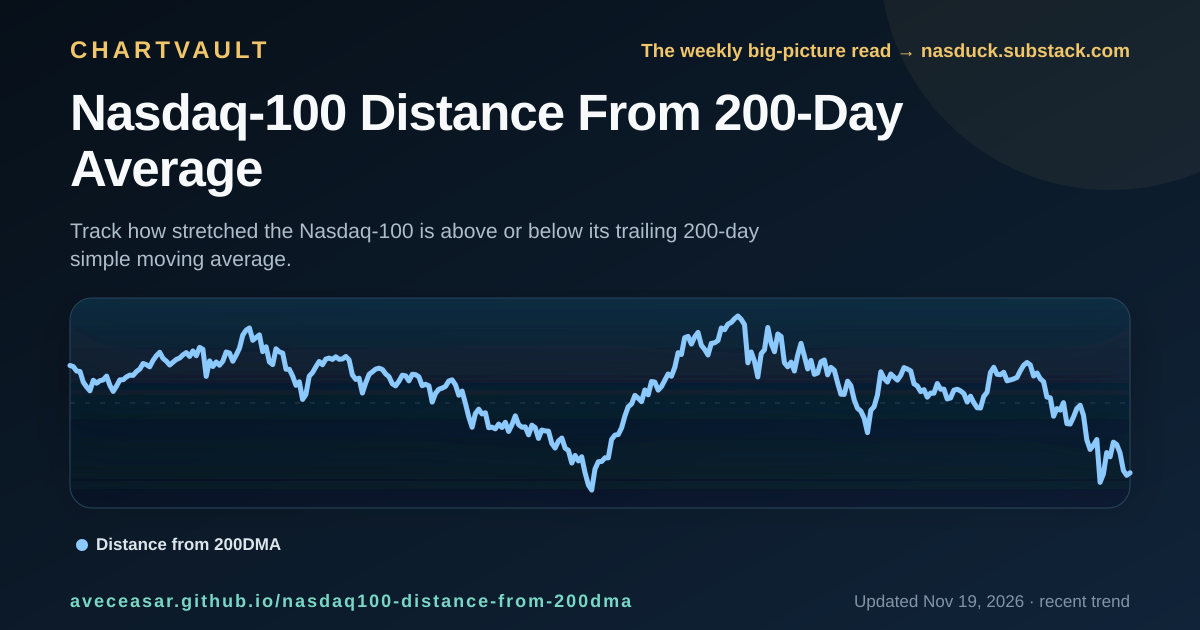 CHARTVAULT
The weekly big-picture read → nasduck.substack.com
Nasdaq-100 Distance From 200-Day
Average
Track how stretched the Nasdaq-100 is above or below its trailing 200-day
simple moving average.
Distance from 200DMA
aveceasar.github.io/nasdaq100-distance-from-200dma
Updated Nov 19, 2026 · recent trend